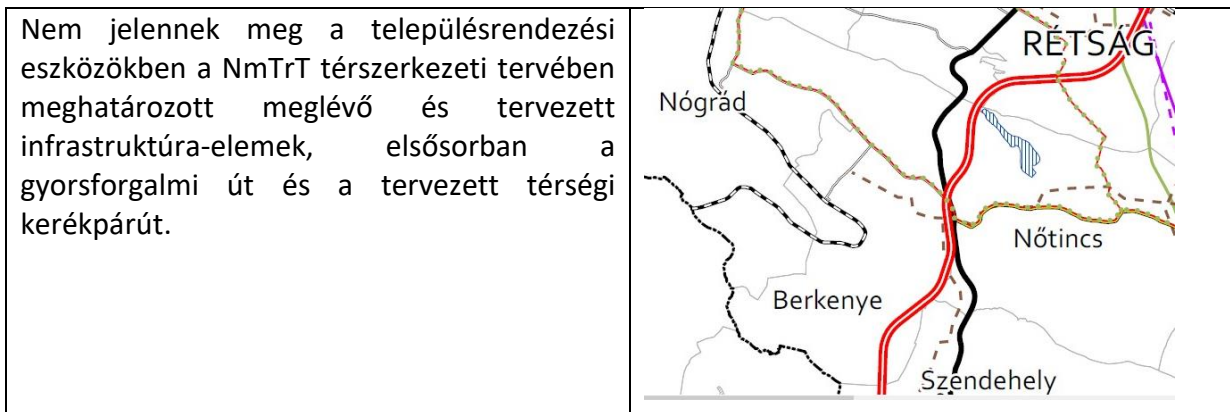 Nem jelennek meg a településrendezési
eszközökben a NmTrT térszerkezeti tervében
meghatározott meglévő és tervezett
infrastruktúra-elemek, elsősorban a
gyorsforgalmi út és a tervezett térségi
kerékpárút.
RÉTSÁG
Nógrád
Nőtincs
Berkenye
Szendehely